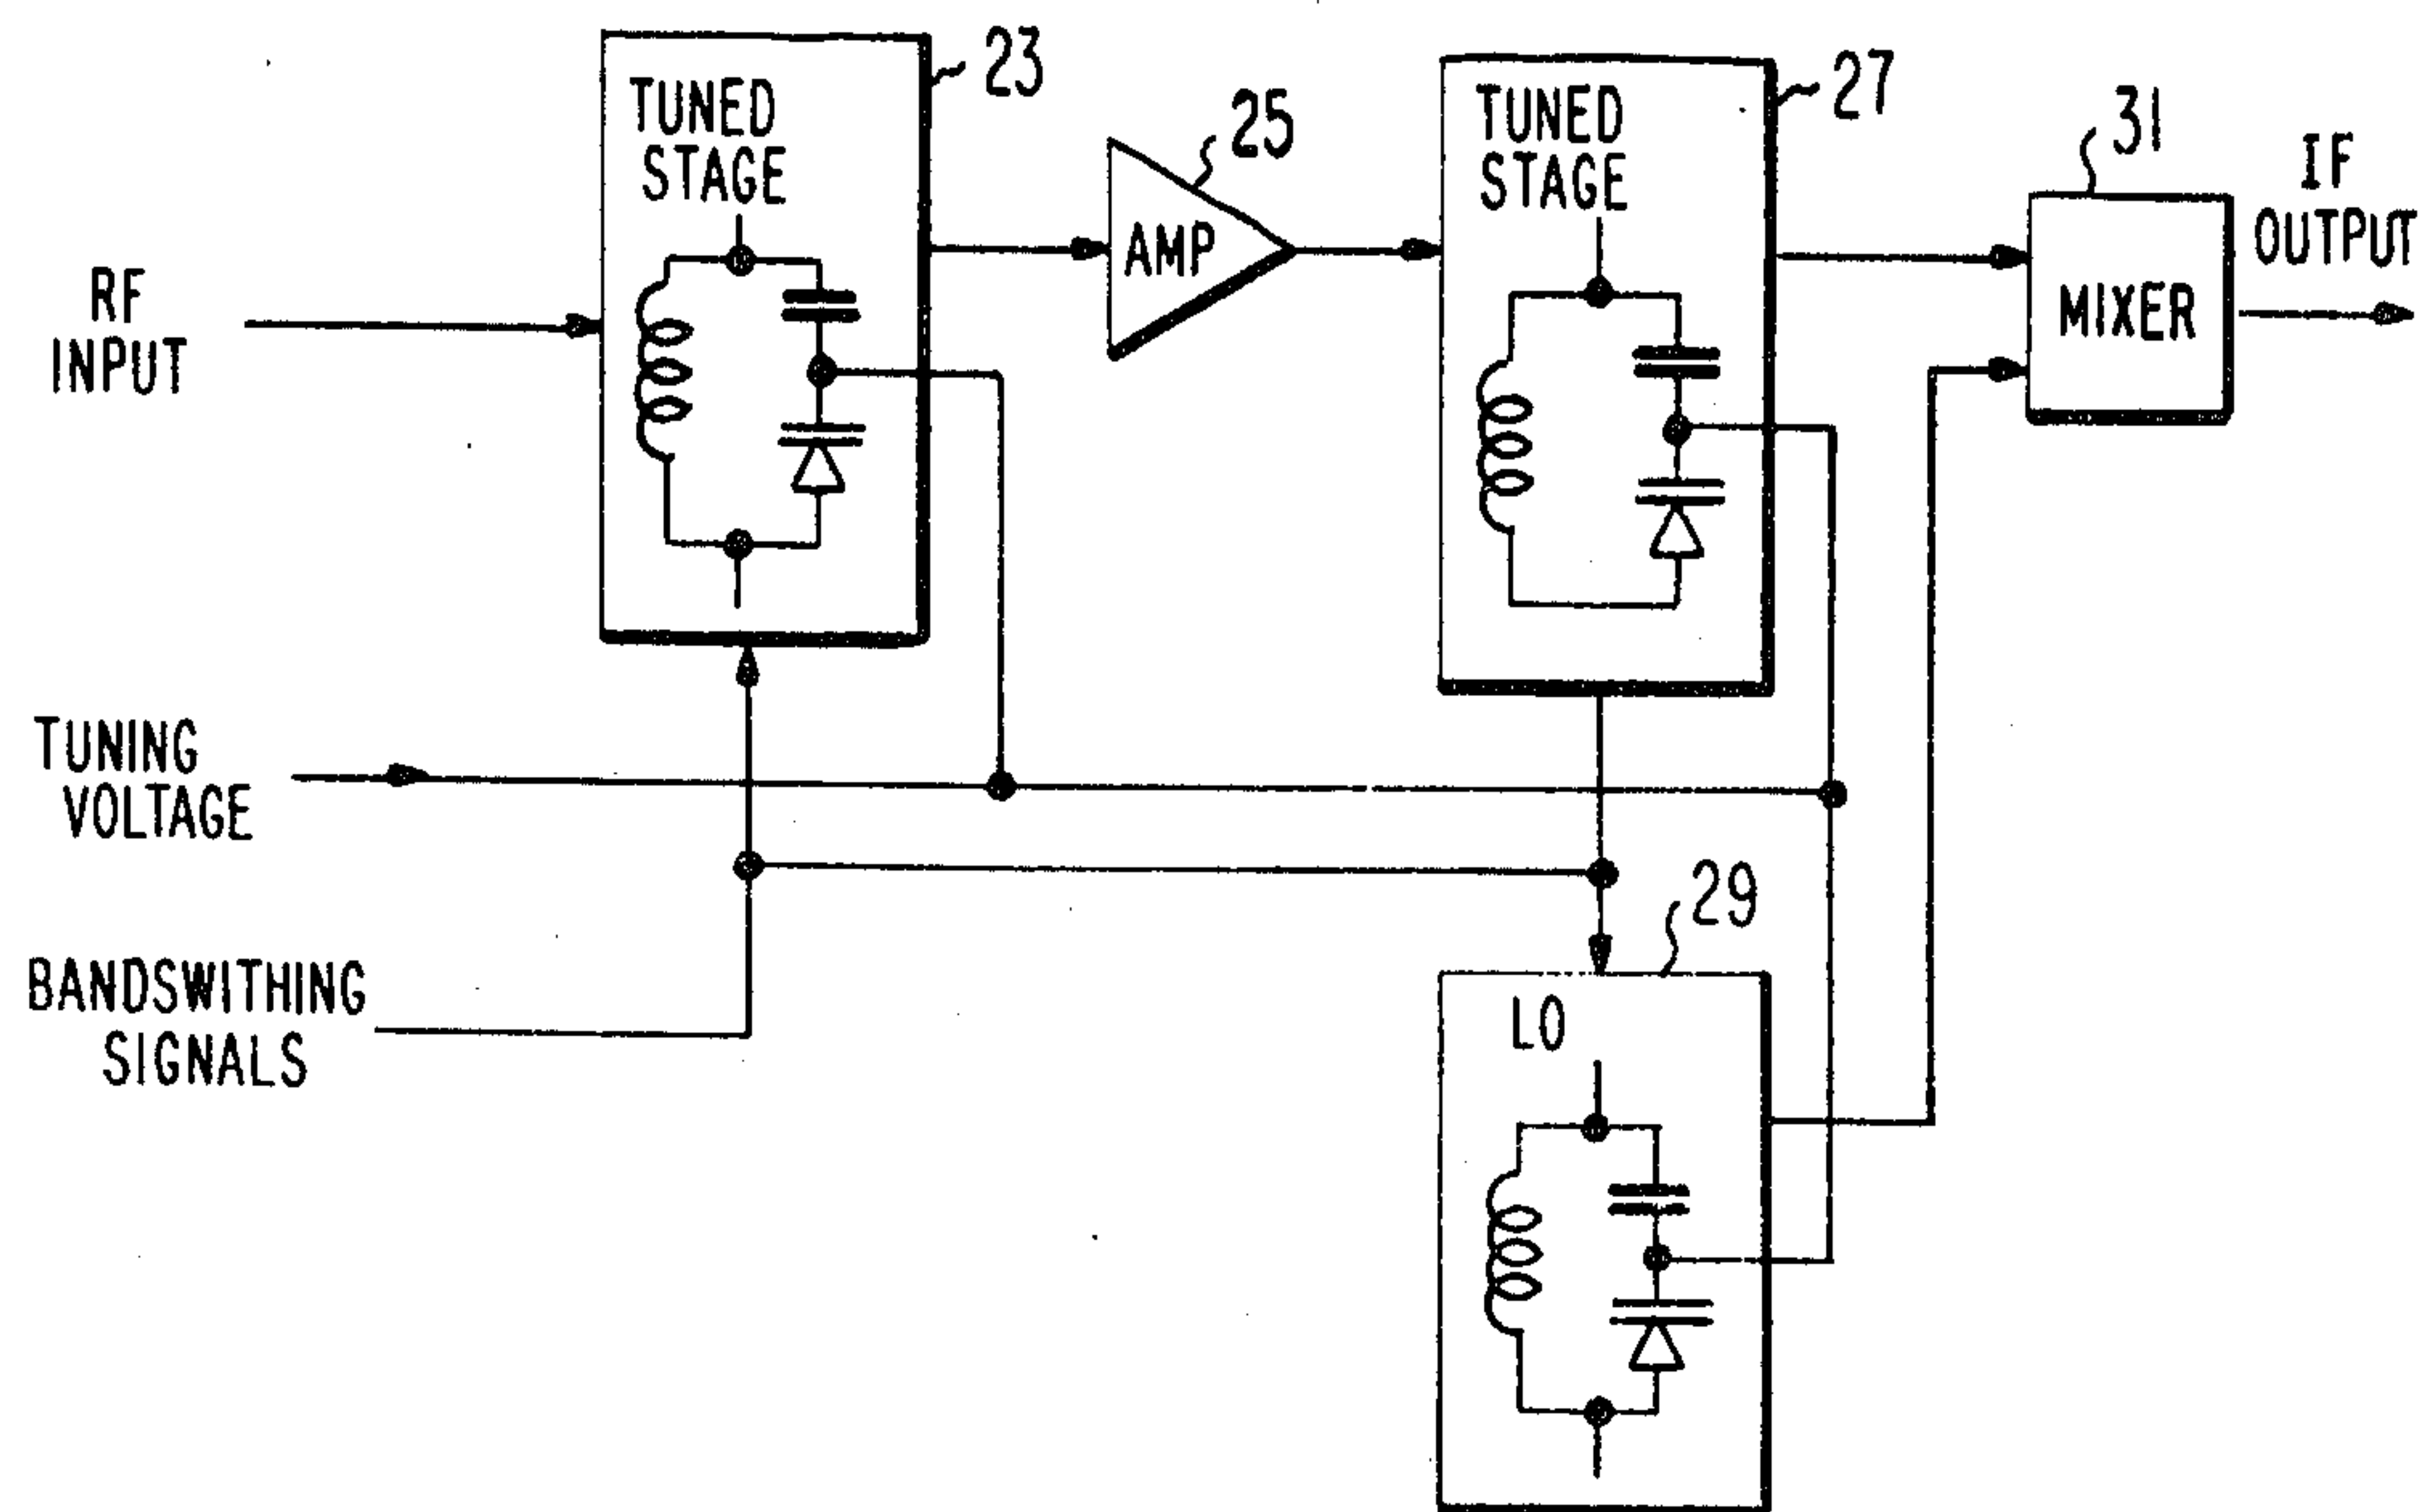 TUNED
STAGE
23
25
AMP
TUNED
STAGE
27
31
MIXER
IF
OUTPUT
RF
INPUT
TUNING
VOLTAGE
BANDSWITHING
SIGNALS
29
LO